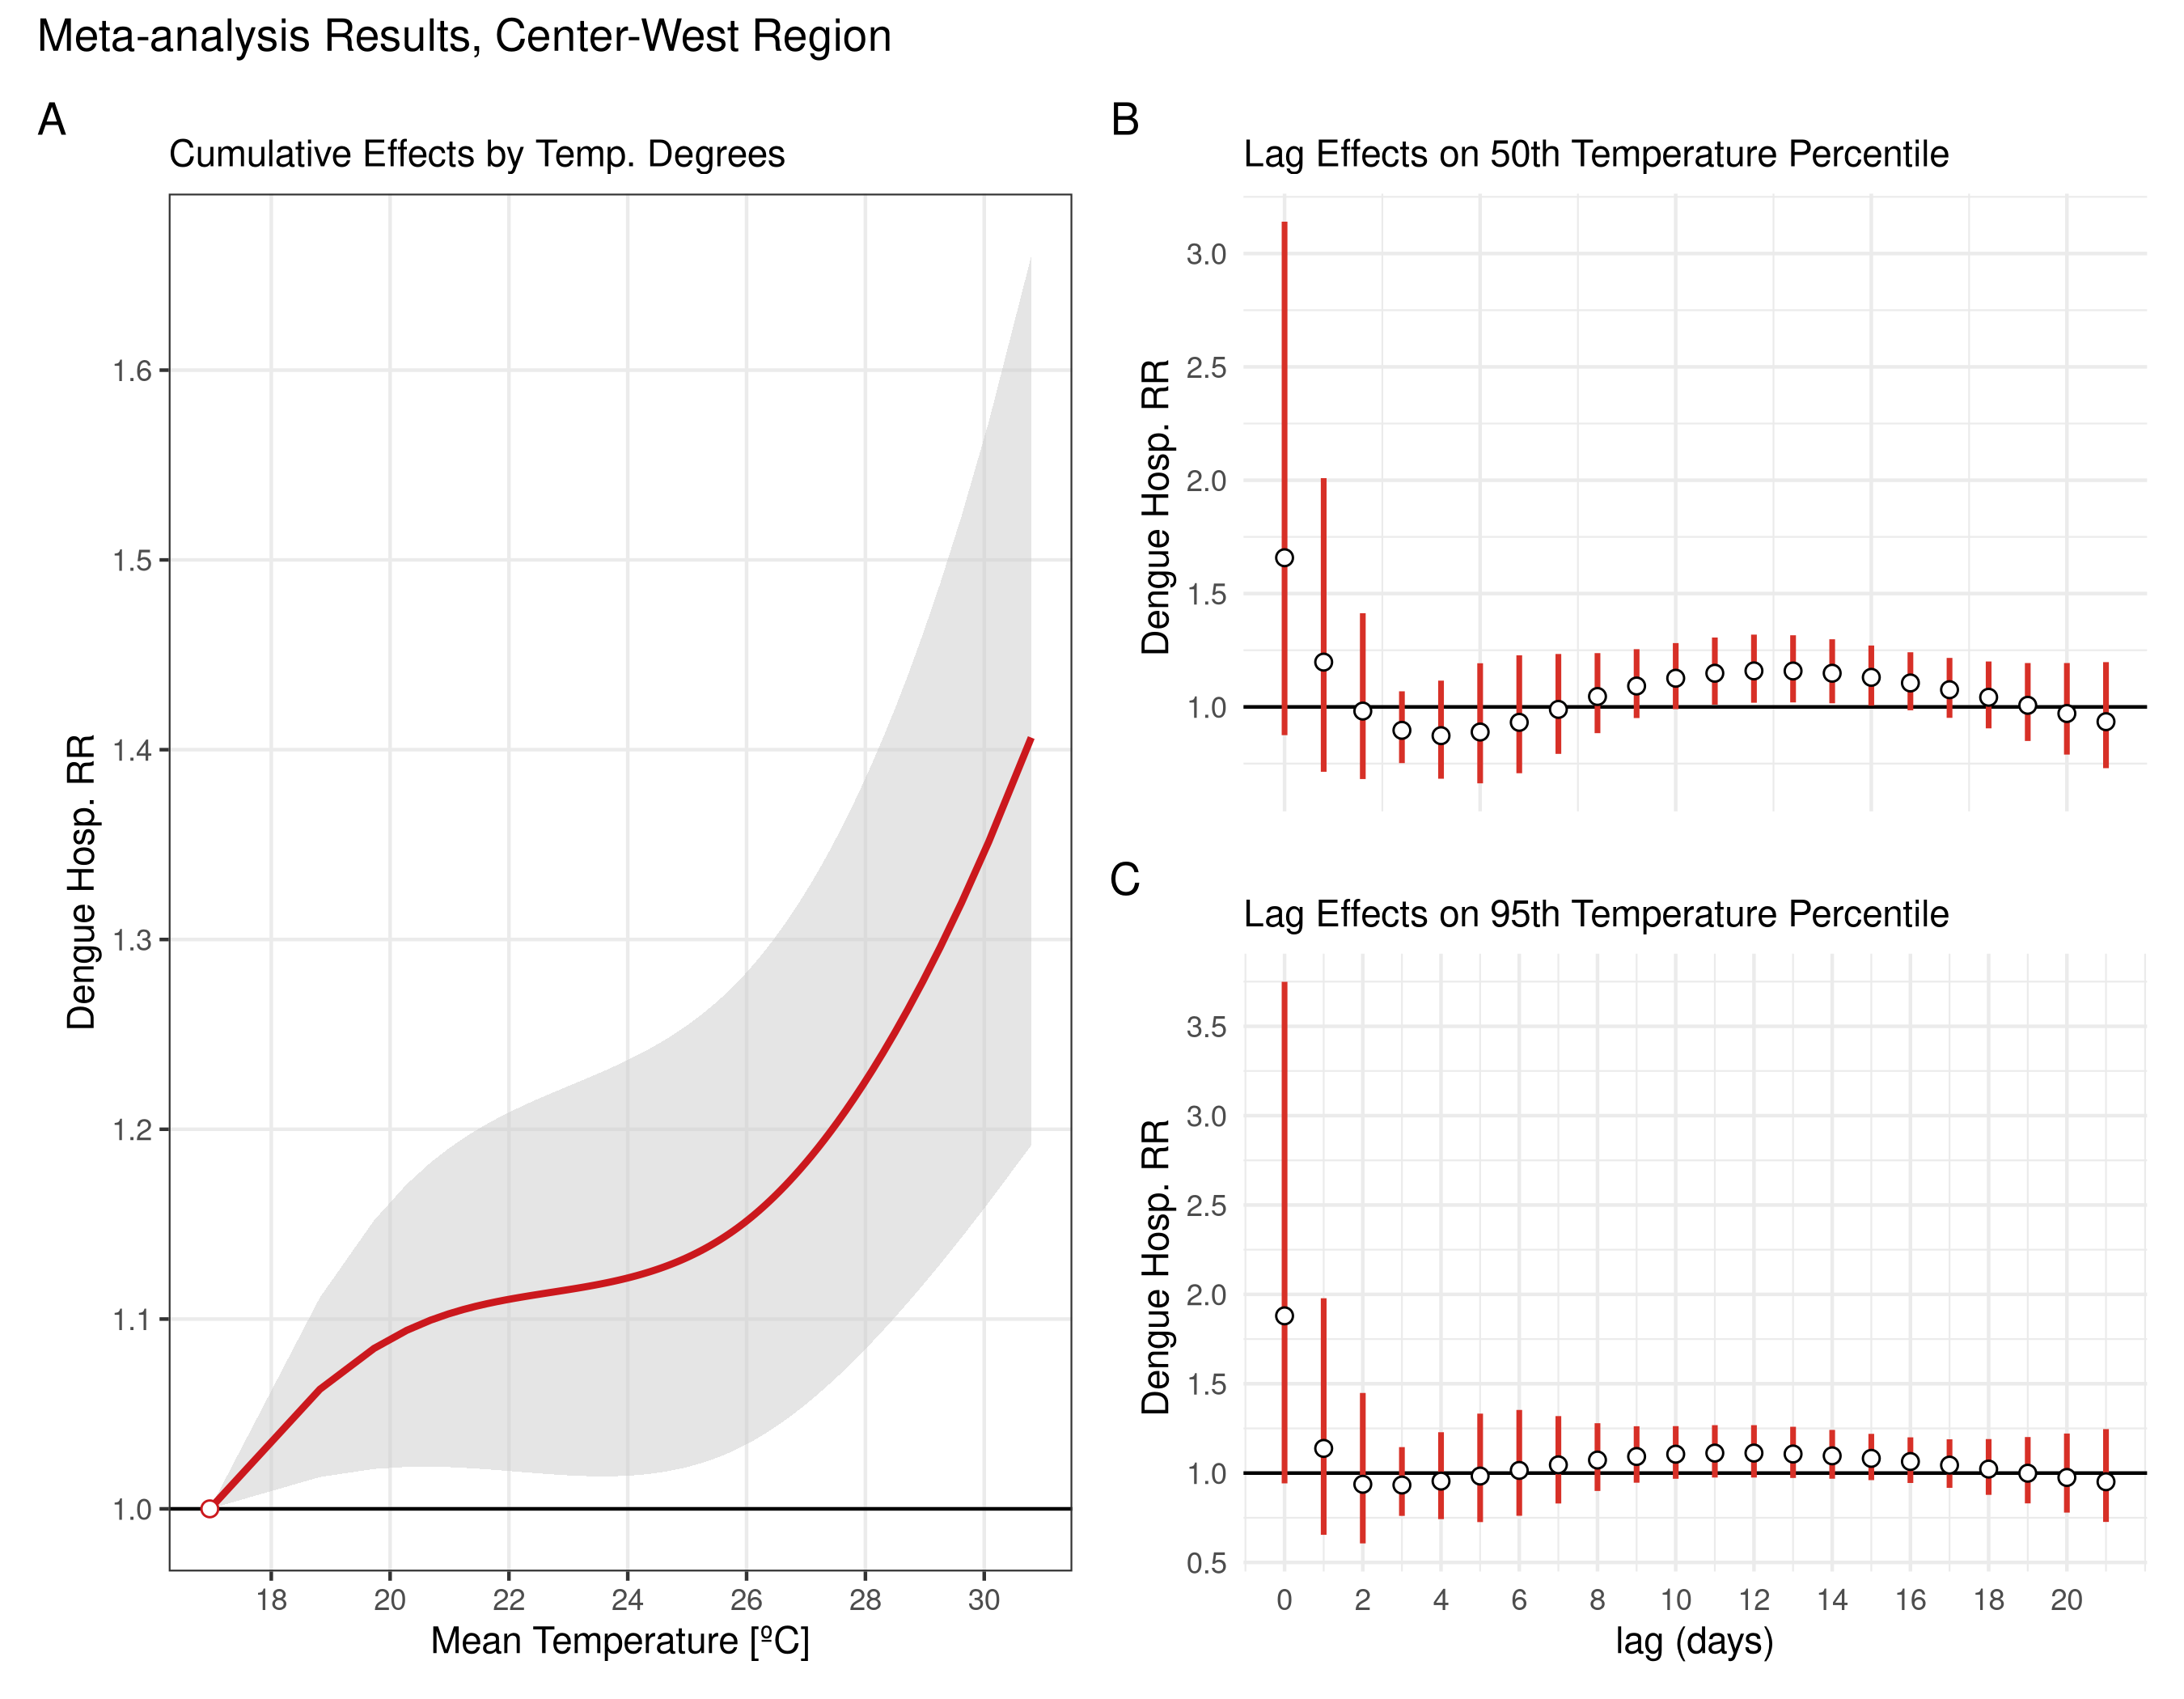 Meta-analysis Results, Center-West Region
A
Cumulative Effects by Temp. Degrees
Dengue Hosp. RR
1.6
1.5
1.4
1.3
1.2
1.1
1.0
18 20 22 24 26 28 30
Mean Temperature [ºC]
B
Lag Effects on 50th Temperature Percentile
Dengue Hosp. RR
3.0
2.5
2.0
1.5
1.0
C
Lag Effects on 95th Temperature Percentile
Dengue Hosp. RR
3.5
3.0
2.5
2.0
1.5
1.0
0.5
0 2 4 6 8 10 12 14 16 18 20
lag (days)